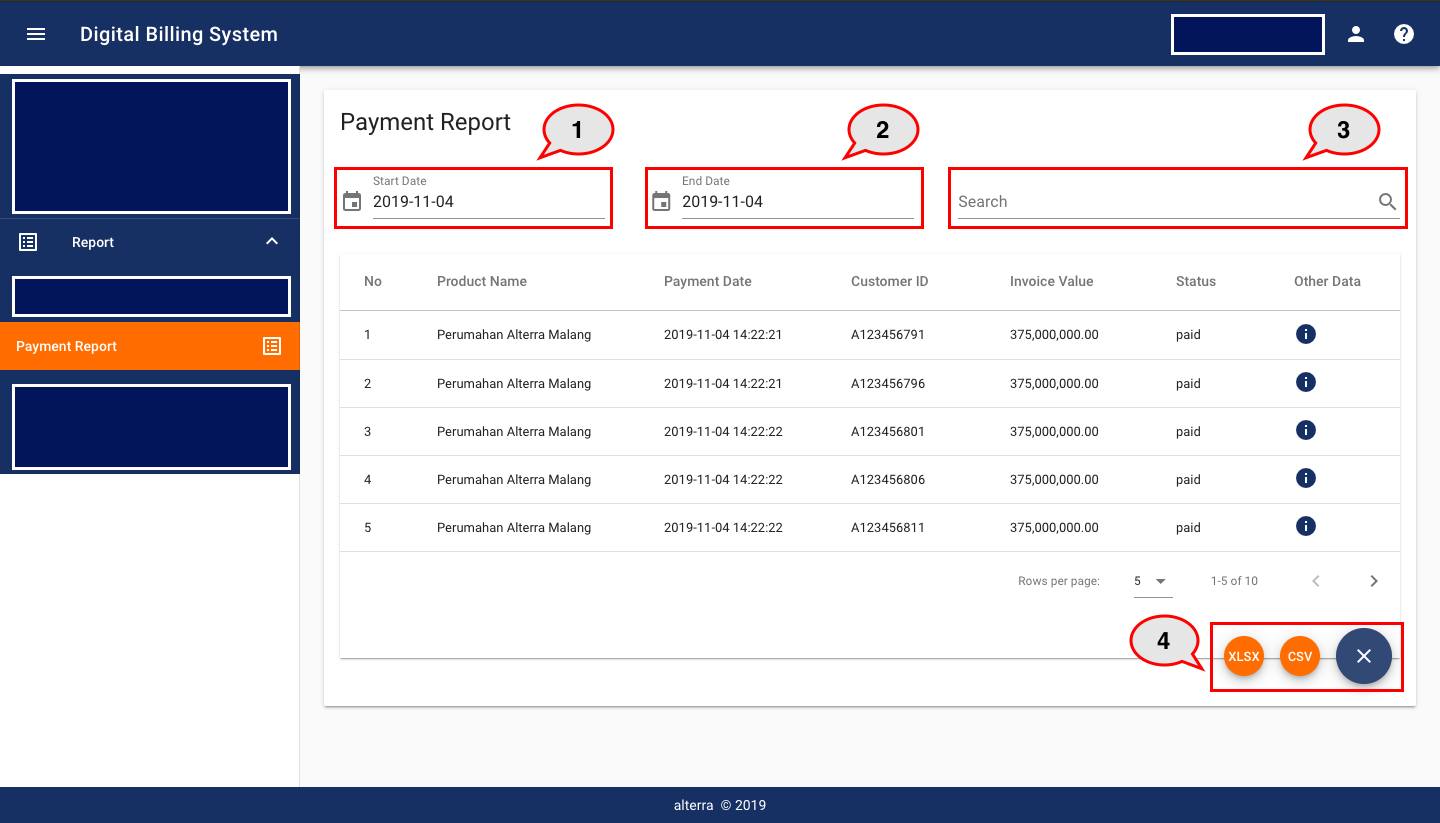 Digital Billing System
Report
Payment Report
Payment Report
1
2
3
Start Date
2019-11-04
End Date
2019-11-04
Search
No Product Name Payment Date Customer ID Invoice Value Status Other Data
1 Perumahan Alterra Malang 2019-11-04 14:22:21 A123456791 375,000,000.00 paid
2 Perumahan Alterra Malang 2019-11-04 14:22:21 A123456796 375,000,000.00 paid
3 Perumahan Alterra Malang 2019-11-04 14:22:22 A123456801 375,000,000.00 paid
4 Perumahan Alterra Malang 2019-11-04 14:22:22 A123456806 375,000,000.00 paid
5 Perumahan Alterra Malang 2019-11-04 14:22:22 A123456811 375,000,000.00 paid
Rows per page: 5 1-5 of 10
4
XLSX CSV
alterra © 2019